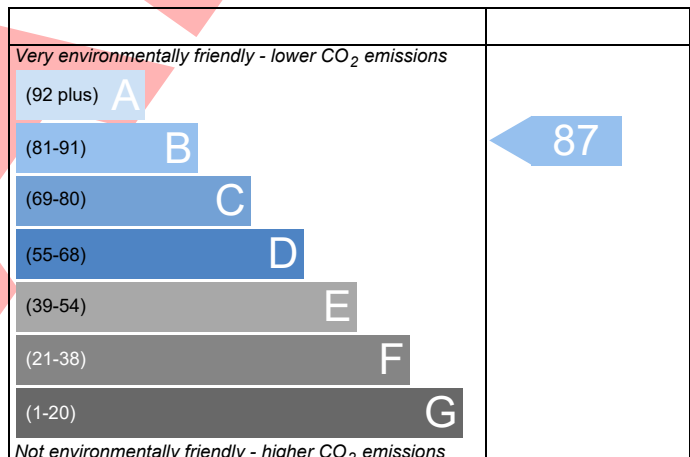 Very environmentally friendly - lower CO2 emissions
(92 plus) A
(81-91) B 87
(69-80) C
(55-68) D
(39-54) E
(21-38) F
(1-20) G
Not environmentally friendly - higher CO2 emissions